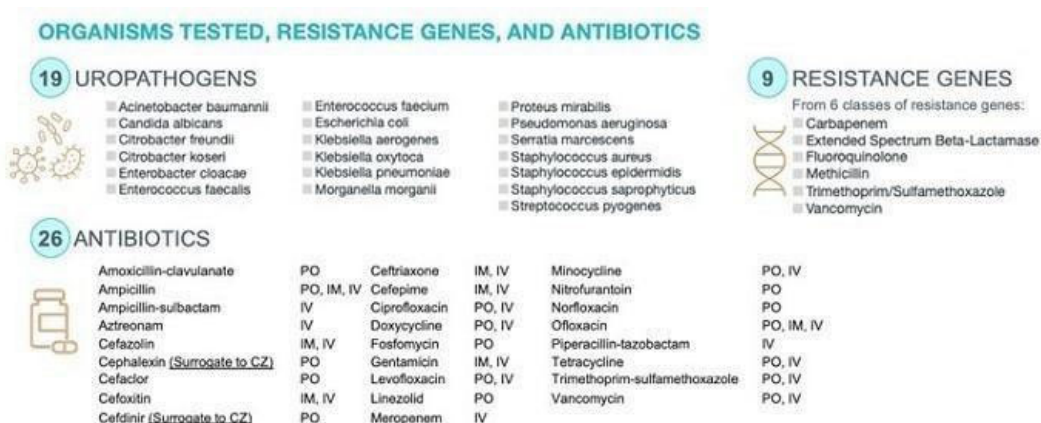 ORGANISMS TESTED, RESISTANCE GENES, AND ANTIBIOTICS
19 UROPATHOGENS
Acinetobacter baumannii
Candida albicans
Citrobacter freundii
Citrobacter koseri
Enterobacter cloacae
Enterococcus faecalis
Enterococcus faecium
Escherichia coli
Klebsiella aerogenes
Klebsiella oxytoca
Klebsiella pneumoniae
Morganella morganii
Proteus mirabilis
Pseudomonas aeruginosa
Serratia marcescens
Staphylococcus aureus
Staphylococcus epidermidis
Staphylococcus saprophyticus
Streptococcus pyogenes
9 RESISTANCE GENES
From 6 classes of resistance genes:
Carbapenem
Extended Spectrum Beta-Lactamase
Fluoroquinolone
Methicillin
Trimethoprim/Sulfamethoxazole
Vancomycin
26 ANTIBIOTICS
Amoxicillin-clavulanate PO
Ampicillin PO, IM, IV
Ampicillin-sulbactam IV
Aztreonam IV
Cefazolin IM, IV
Cephalexin (Surrogate to CZ) PO
Cefaclor PO
Cefoxitin IM, IV
Cefdinir (Surrogate to CZ) PO
Ceftriaxone IM, IV
Cefepime IM, IV
Ciprofloxacin PO, IV
Doxycycline PO, IV
Fosfomycin PO
Gentamicin IM, IV
Levofloxacin PO, IV
Linezolid PO
Meropenem IV
Minocycline PO, IV
Nitrofurantoin PO
Norfloxacin PO
Ofloxacin PO, IM, IV
Piperacillin-tazobactam IV
Tetracycline PO, IV
Trimethoprim-sulfamethoxazole PO, IV
Vancomycin PO, IV